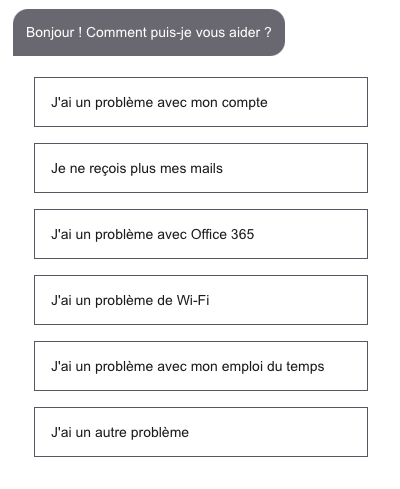 Bonjour ! Comment puis-je vous aider ?
J'ai un problème avec mon compte
Je ne reçois plus mes mails
J'ai un problème avec Office 365
J'ai un problème de Wi-Fi
J'ai un problème avec mon emploi du temps
J'ai un autre problème